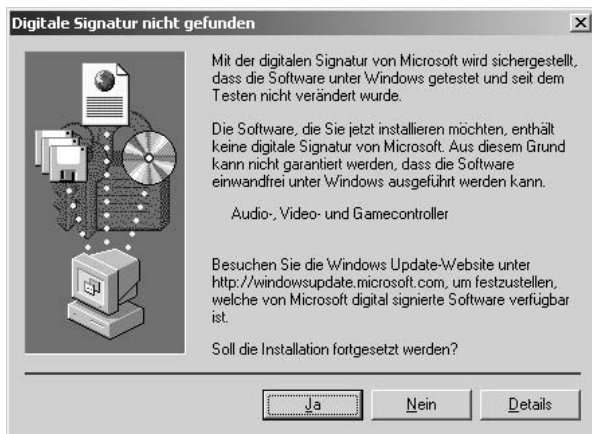 Digitale Signatur nicht gefunden
Mit der digitalen Signatur von Microsoft wird sichergestellt,
dass die Software unter Windows getestet und seit dem
Testen nicht verändert wurde.
Die Software, die Sie jetzt installieren möchten, enthält
keine digitale Signatur von Microsoft. Aus diesem Grund
kann nicht garantiert werden, dass die Software
einwandfrei unter Windows ausgeführt werden kann.
Audio-, Video- und Gamecontroller
Besuchen Sie die Windows Update-Website unter
http://windowsupdate.microsoft.com, um festzustellen,
welche von Microsoft digital signierte Software verfügbar
ist.
Soll die Installation fortgesetzt werden?
Ja
Nein
Details